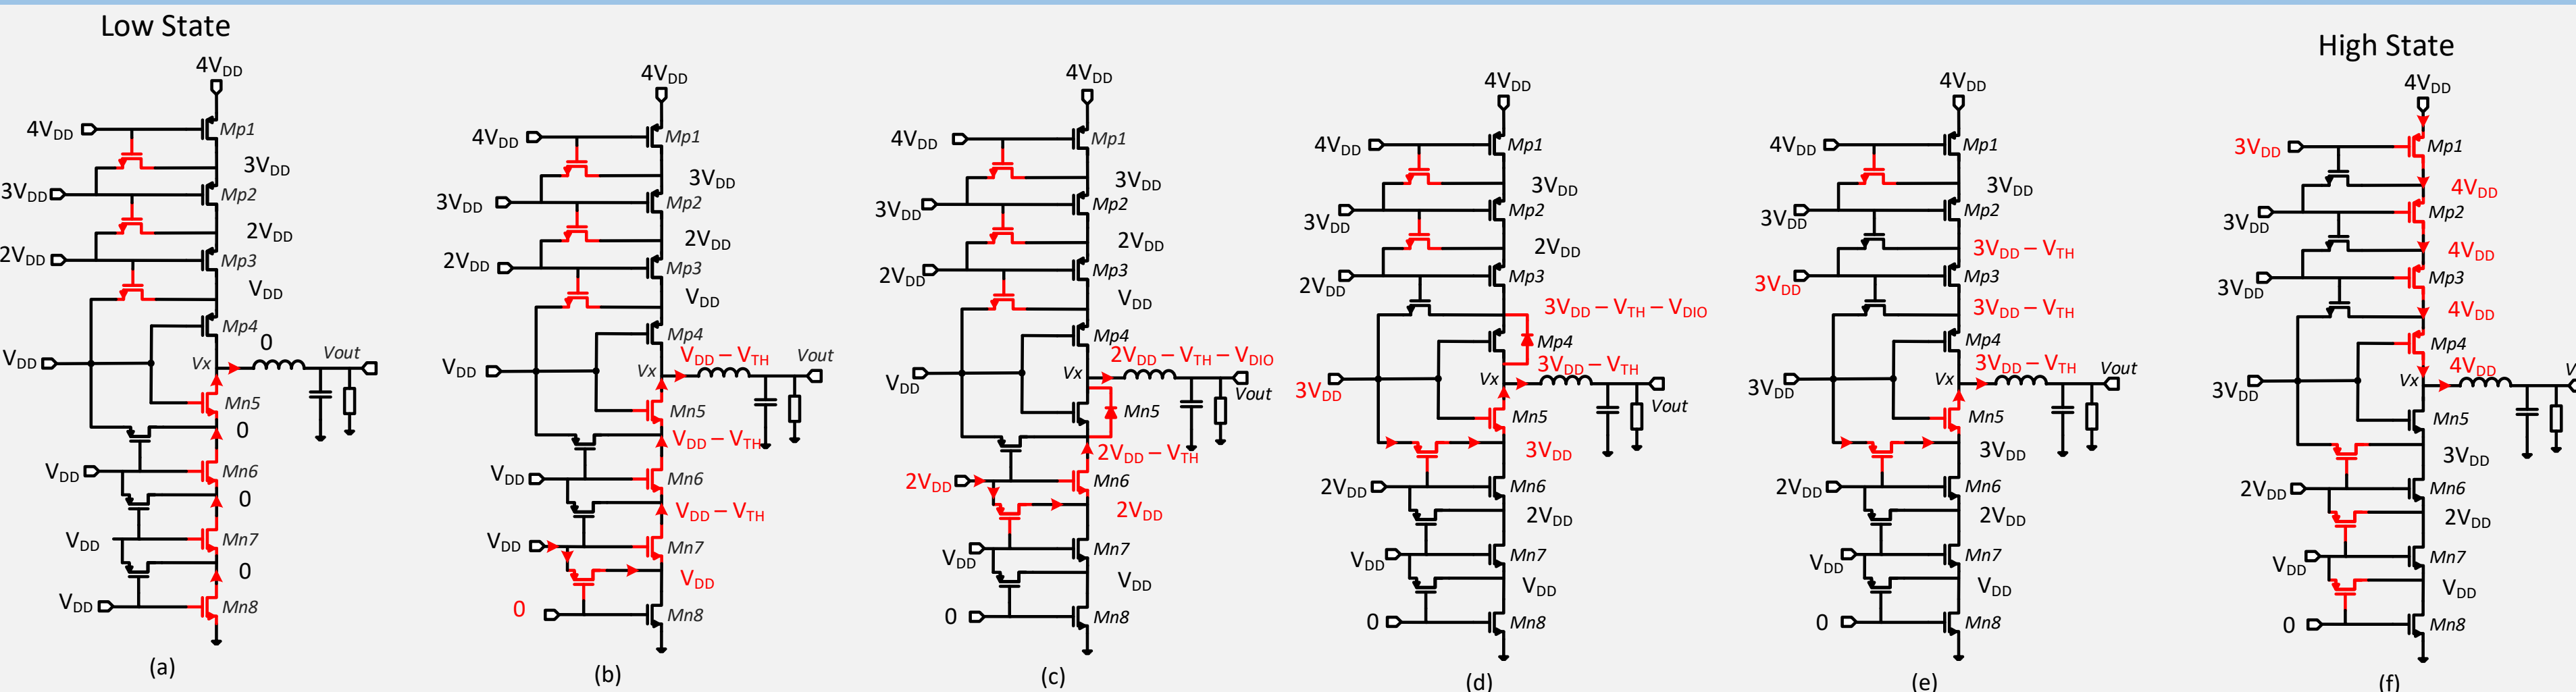 Low State
4VDD
4VDD
Mp1
3VDD
3VDD
Mp2
2VDD
2VDD
Mp3
VDD
Mp4
0
Vout
VDD
Vx
Mn5
0
VDD
Mn6
0
VDD
Mn7
0
VDD
Mn8
(a)
4VDD
4VDD
Mp1
3VDD
3VDD
Mp2
2VDD
2VDD
Mp3
VDD
Mp4
VDD – VTH
Vout
VDD
Vx
Mn5
VDD – VTH
VDD
Mn6
VDD – VTH
VDD
Mn7
VDD
0
Mn8
(b)
4VDD
4VDD
Mp1
3VDD
3VDD
Mp2
2VDD
2VDD
Mp3
VDD
Mp4
2VDD – VTH – VDIO
VDD
Vx
Vout
Mn5
2VDD – VTH
2VDD
Mn6
2VDD
VDD
Mn7
VDD
0
Mn8
(c)
4VDD
4VDD
Mp1
3VDD
3VDD
Mp2
2VDD
2VDD
Mp3
3VDD – VTH – VDIO
Mp4
3VDD – VTH
3VDD
Vx
Vout
Mn5
3VDD
2VDD
Mn6
2VDD
VDD
Mn7
VDD
0
Mn8
(d)
4VDD
4VDD
Mp1
3VDD
3VDD
Mp2
3VDD – VTH
3VDD
Mp3
3VDD – VTH
Mp4
3VDD – VTH
Vout
3VDD
Vx
Mn5
3VDD
2VDD
Mn6
2VDD
VDD
Mn7
VDD
0
Mn8
(e)
High State
4VDD
3VDD
Mp1
4VDD
3VDD
Mp2
4VDD
3VDD
Mp3
4VDD
Mp4
4VDD
3VDD
Vx
Mn5
3VDD
2VDD
Mn6
2VDD
VDD
Mn7
VDD
0
Mn8
(f)